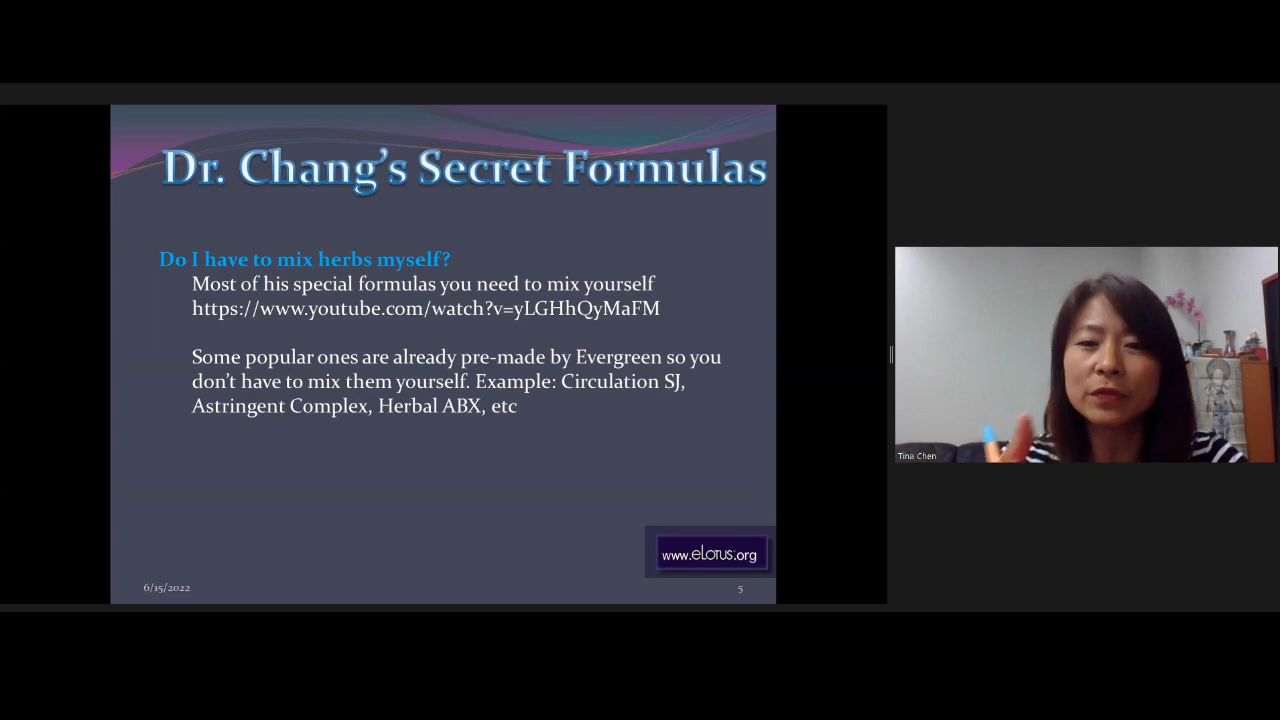 Dr. Chang's Secret Formulas
Do I have to mix herbs myself?
Most of his special formulas you need to mix yourself
https://www.youtube.com/watch?v=yLGHhQyMaFM
Some popular ones are already pre-made by Evergreen so you
don't have to mix them yourself. Example: Circulation SJ,
Astringent Complex, Herbal ABX, etc
www.eLotus.org
6/15/2022
5
Tina Chen